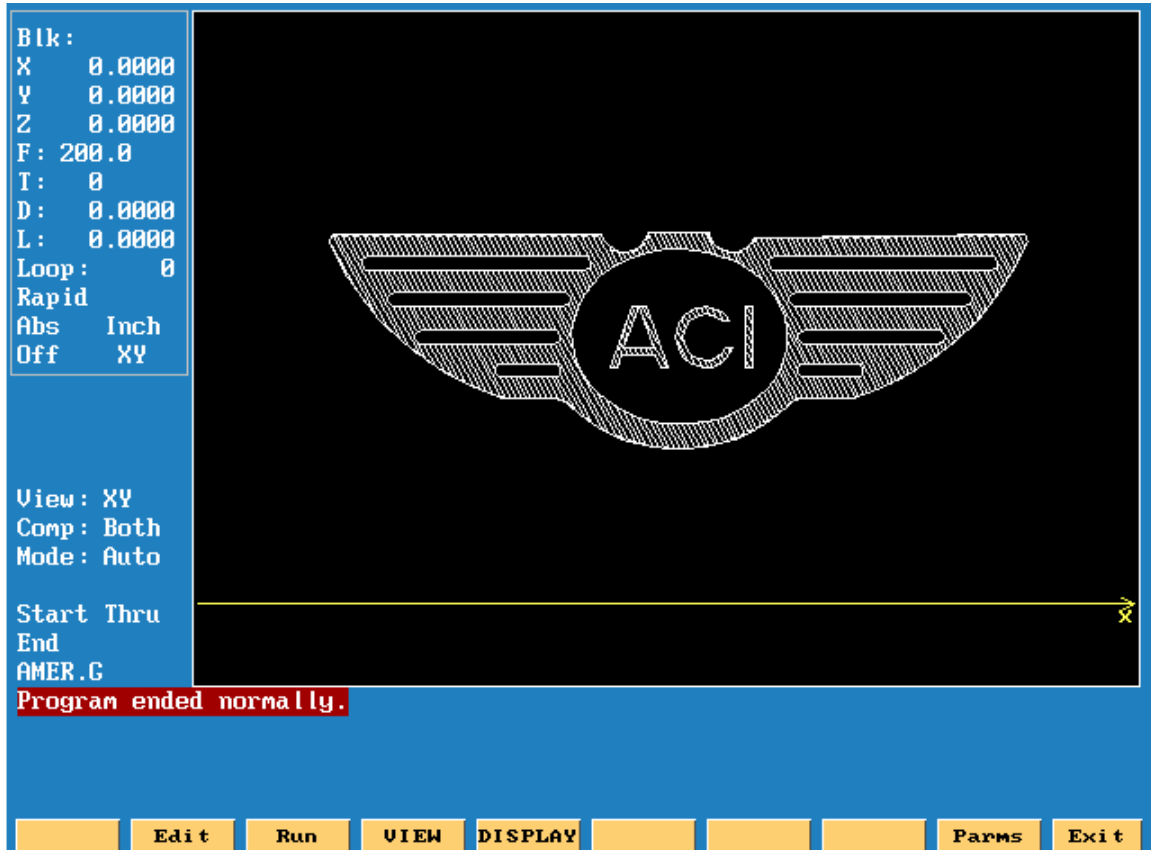 Blk:
X 0.0000
Y 0.0000
Z 0.0000
F: 200.0
T: 0
D: 0.0000
L: 0.0000
Loop: 0
Rapid
Abs Inch
Off XY
View: XY
Comp: Both
Mode: Auto
Start Thru
End
AMER.G
ACI
X
Program ended normally.
Edit Run VIEW DISPLAY Parms Exit